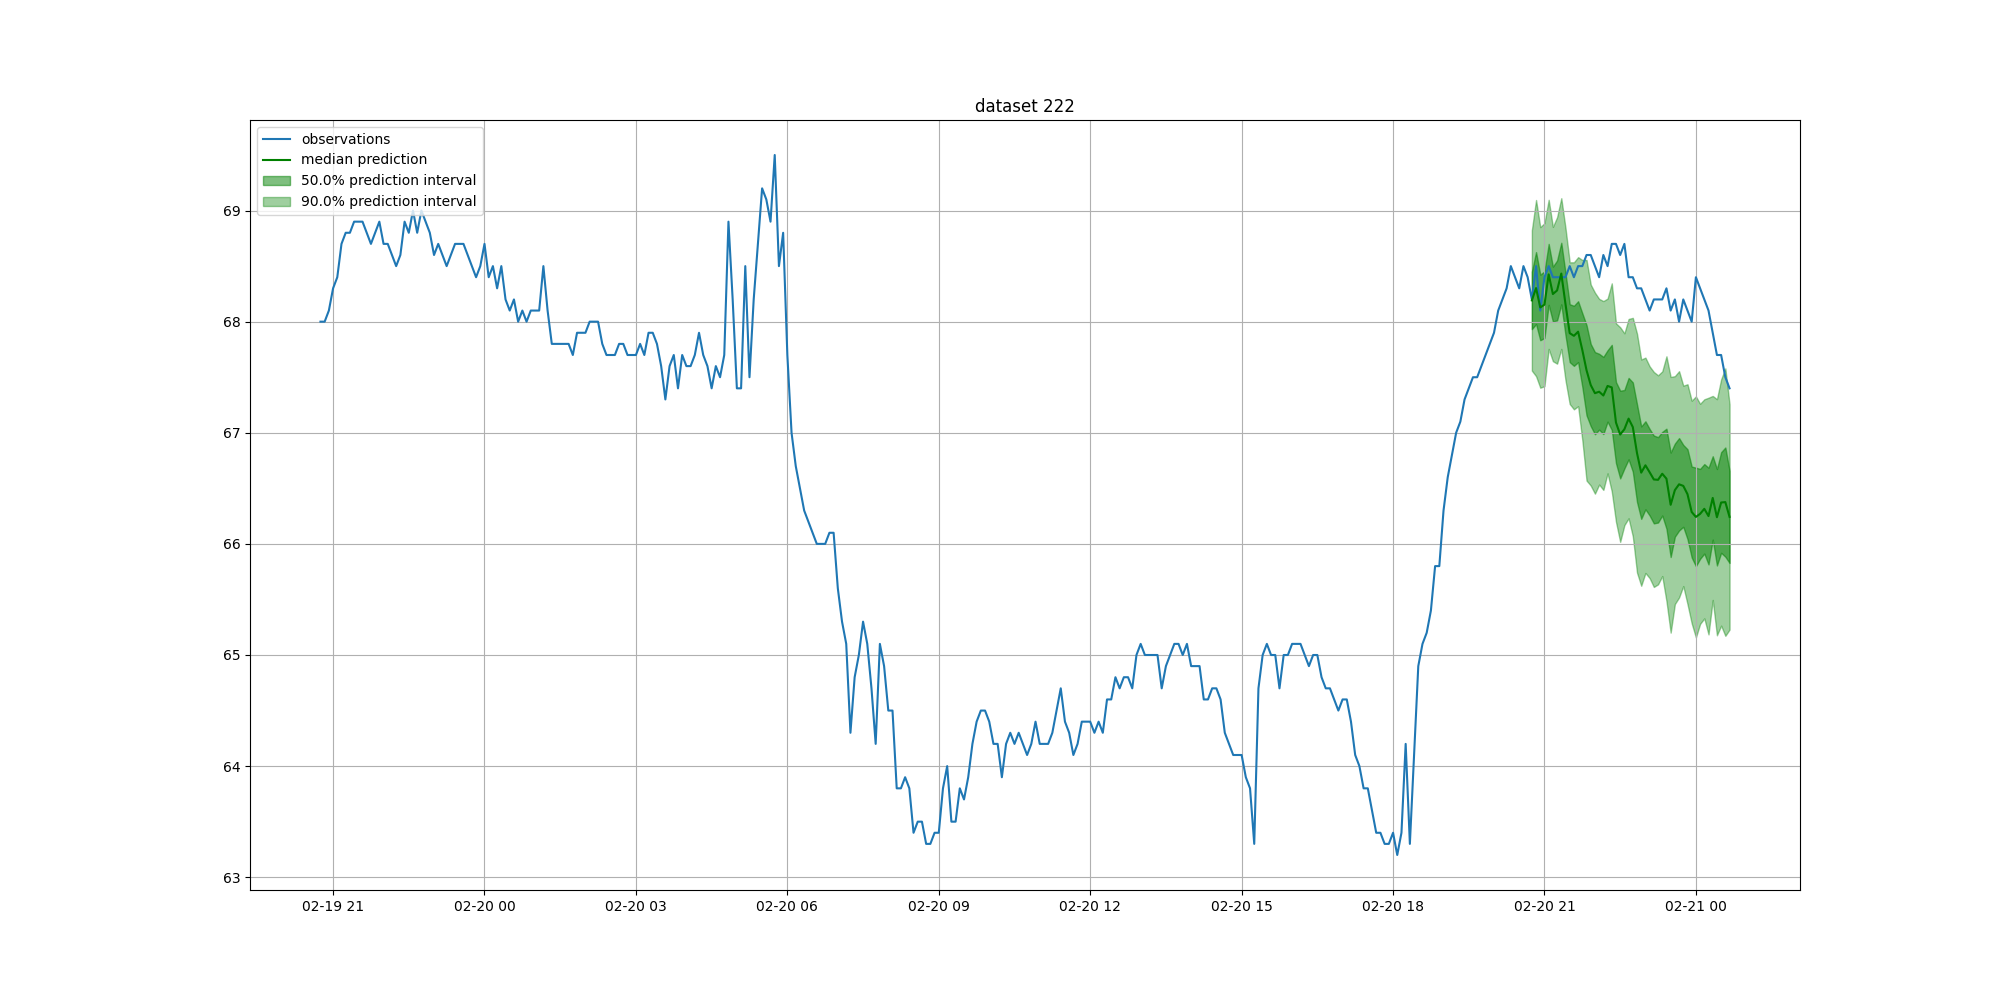 dataset 222
observations
median prediction
50.0% prediction interval
90.0% prediction interval
69
68
67
66
65
64
63
02-19 21 02-20 00 02-20 03 02-20 06 02-20 09 02-20 12 02-20 15 02-20 18 02-20 21 02-21 00